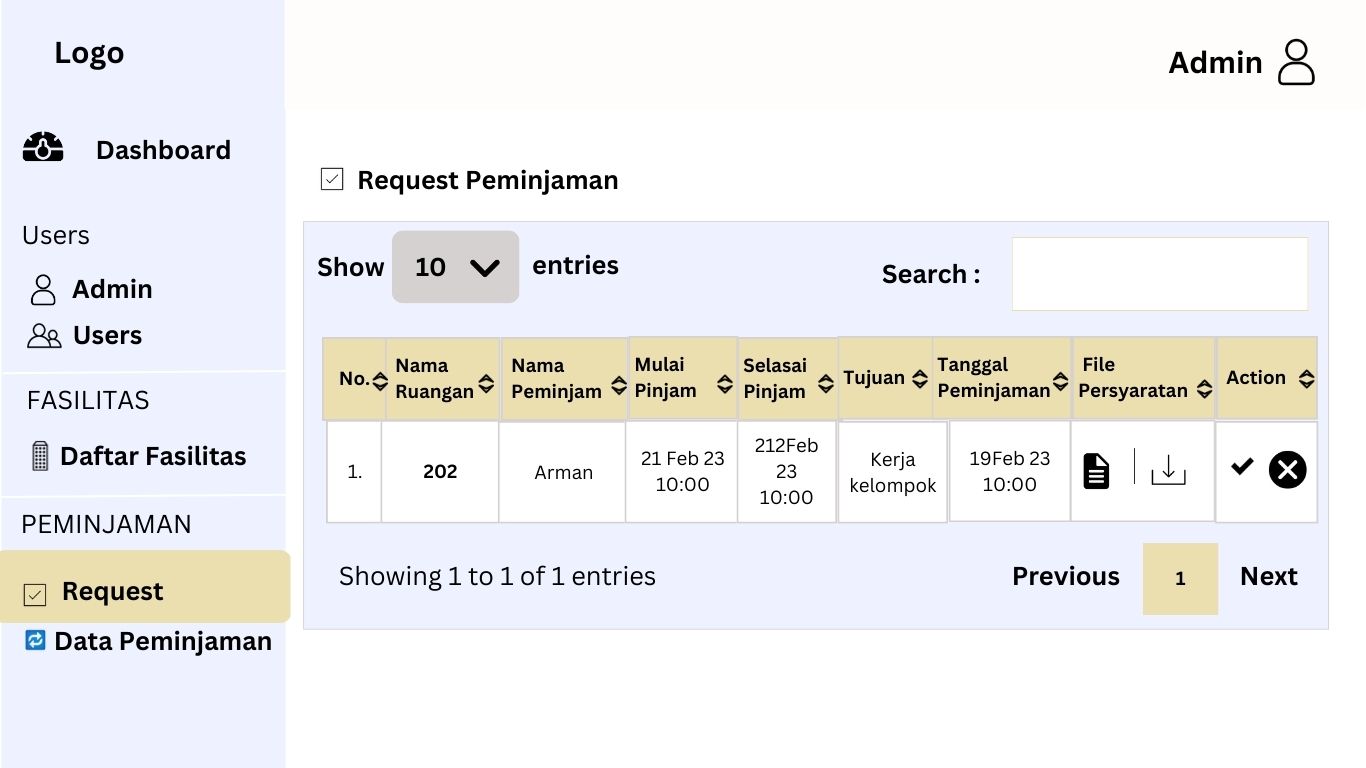 Logo
Admin
Dashboard
Request Peminjaman
Users
Admin
Users
FASILITAS
Daftar Fasilitas
PEMINJAMAN
Request
Data Peminjaman
Show 10 entries
Search :
No.
Nama
Ruangan
Nama
Peminjam
Mulai
Pinjam
Selasai
Pinjam
Tujuan
Tanggal
Peminjaman
File
Persyaratan
Action
1.
202
Arman
21 Feb 23
10:00
212Feb
23
10:00
Kerja
kelompok
19Feb 23
10:00
Showing 1 to 1 of 1 entries
Previous 1 Next